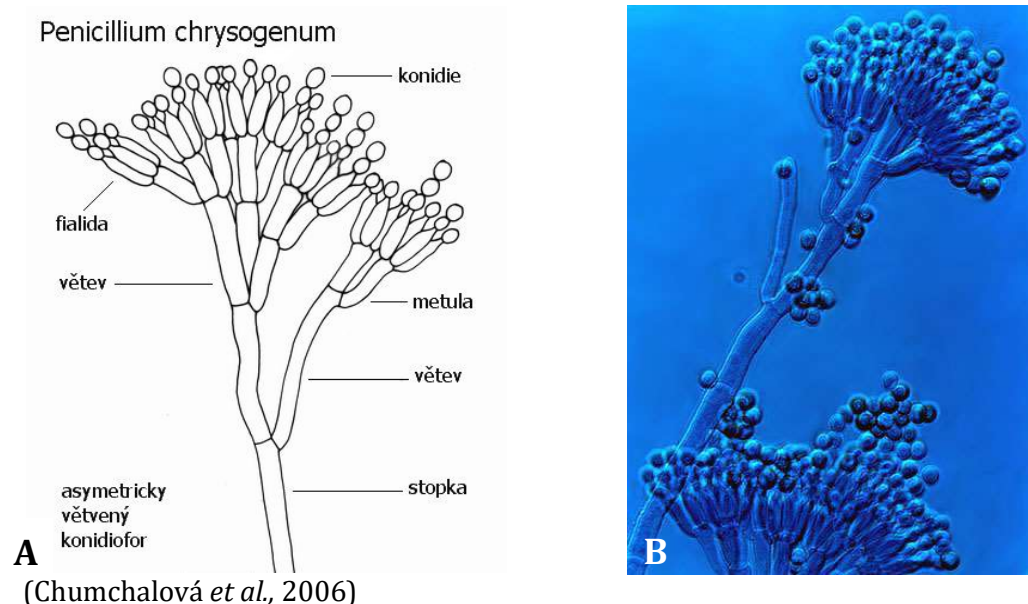 Penicillium chrysogenum
konidie
fialida
větev
metula
větev
stopka
asymetricky
větvený
konidiofor
A
B
(Chumchalová et al., 2006)